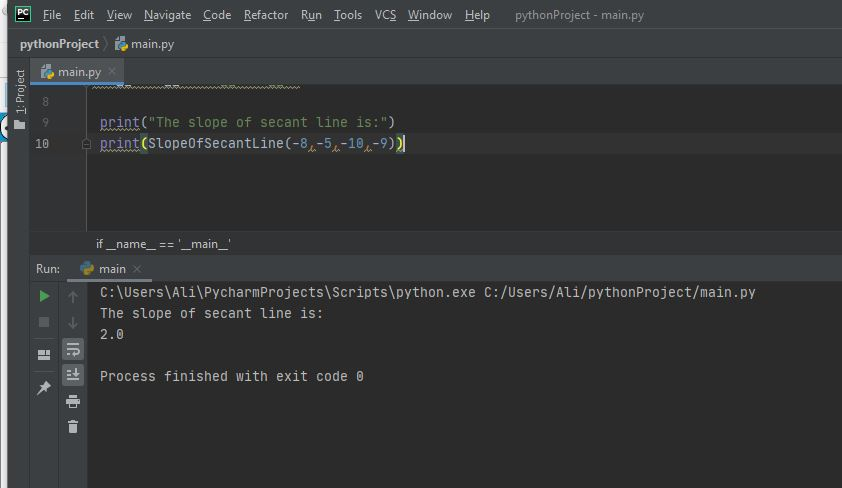 PC File Edit View Navigate Code Refactor Run Tools VCS Window Help pythonProject - main.py
pythonProject main.py
1: Project
main.py
8
9 print("The slope of secant line is:")
10 print(SlopeOfSecantLine(-8,-5,-10,-9))
if __name__ == '__main__'
Run: main
C:\Users\Ali\PycharmProjects\Scripts\python.exe C:/Users/Ali/pythonProject/main.py
The slope of secant line is:
2.0
Process finished with exit code 0